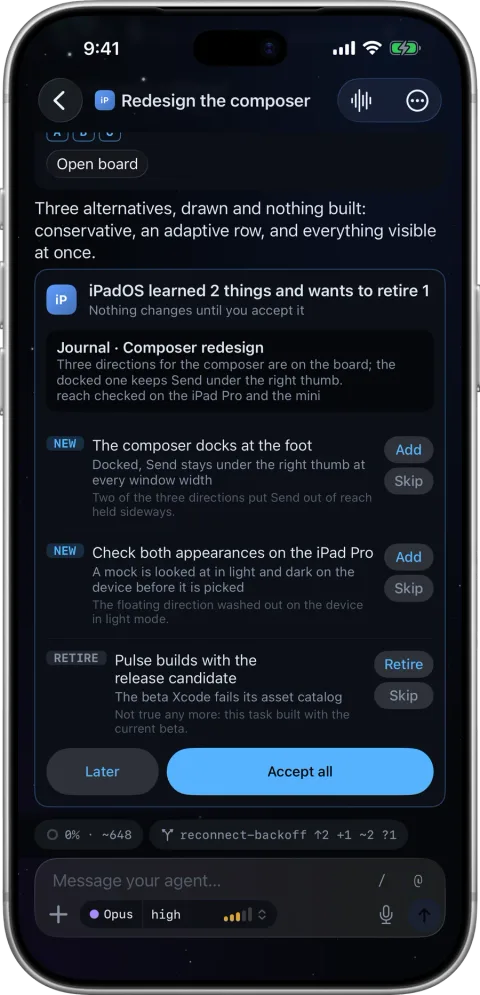 9:41
iP Redesign the composer
A B C
Open board
Three alternatives, drawn and nothing built:
conservative, an adaptive row, and everything visible
at once.
iP
iPadOS learned 2 things and wants to retire 1
Nothing changes until you accept it
Journal · Composer redesign
Three directions for the composer are on the board; the
docked one keeps Send under the right thumb.
reach checked on the iPad Pro and the mini
NEW The composer docks at the foot
Docked, Send stays under the right thumb at
every window width
Two of the three directions put Send out of reach
held sideways.
Add
Skip
NEW Check both appearances on the iPad Pro
A mock is looked at in light and dark on the
device before it is picked
The floating direction washed out on the device
in light mode.
Add
Skip
RETIRE Pulse builds with the
release candidate
The beta Xcode fails its asset catalog
Not true any more: this task built with the
current beta.
Retire
Skip
Later Accept all
0% · ~648 reconnect-backoff ↑2 +1 ~2 ?1
Message your agent... / @
+ Opus high